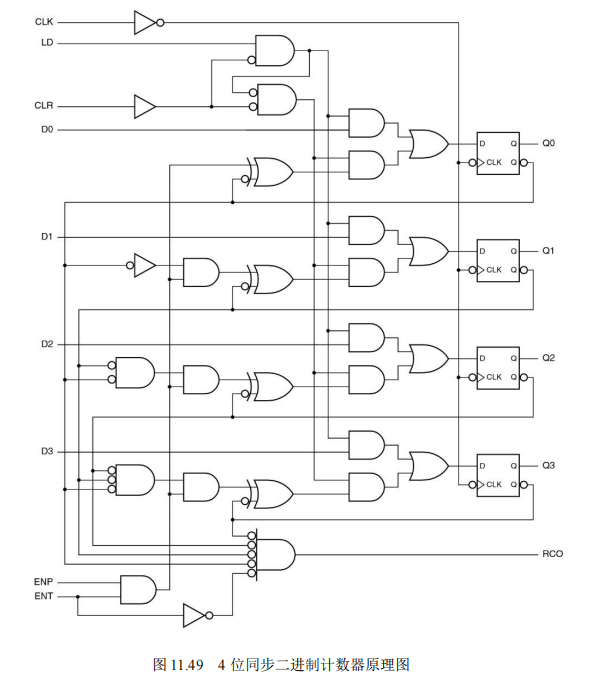 CLK
LD
CLR
D0
D Q Q0
CLK Q
D1
D Q Q1
CLK Q
D2
D Q Q2
CLK Q
D3
D Q Q3
CLK Q
RCO
ENP
ENT
图 11.49 4 位同步二进制计数器原理图